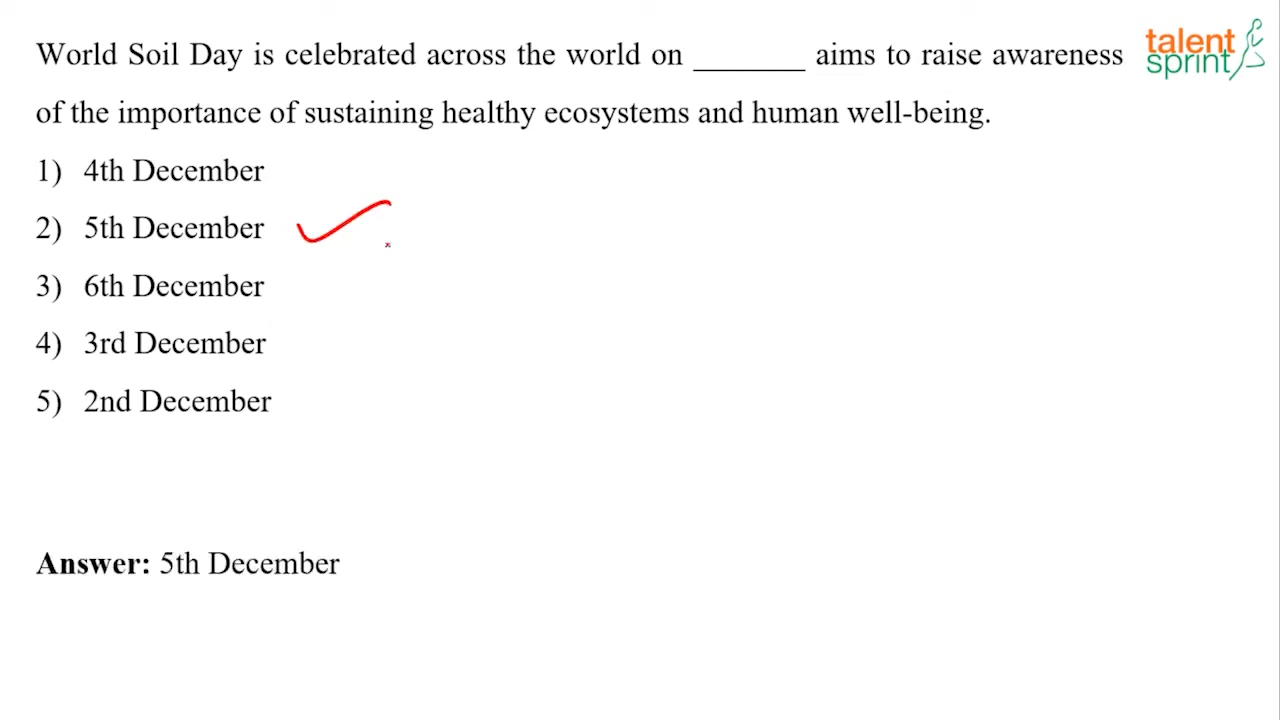 World Soil Day is celebrated across the world on _______ aims to raise awareness
of the importance of sustaining healthy ecosystems and human well-being.
1) 4th December
2) 5th December
3) 6th December
4) 3rd December
5) 2nd December
Answer: 5th December
talent
sprint